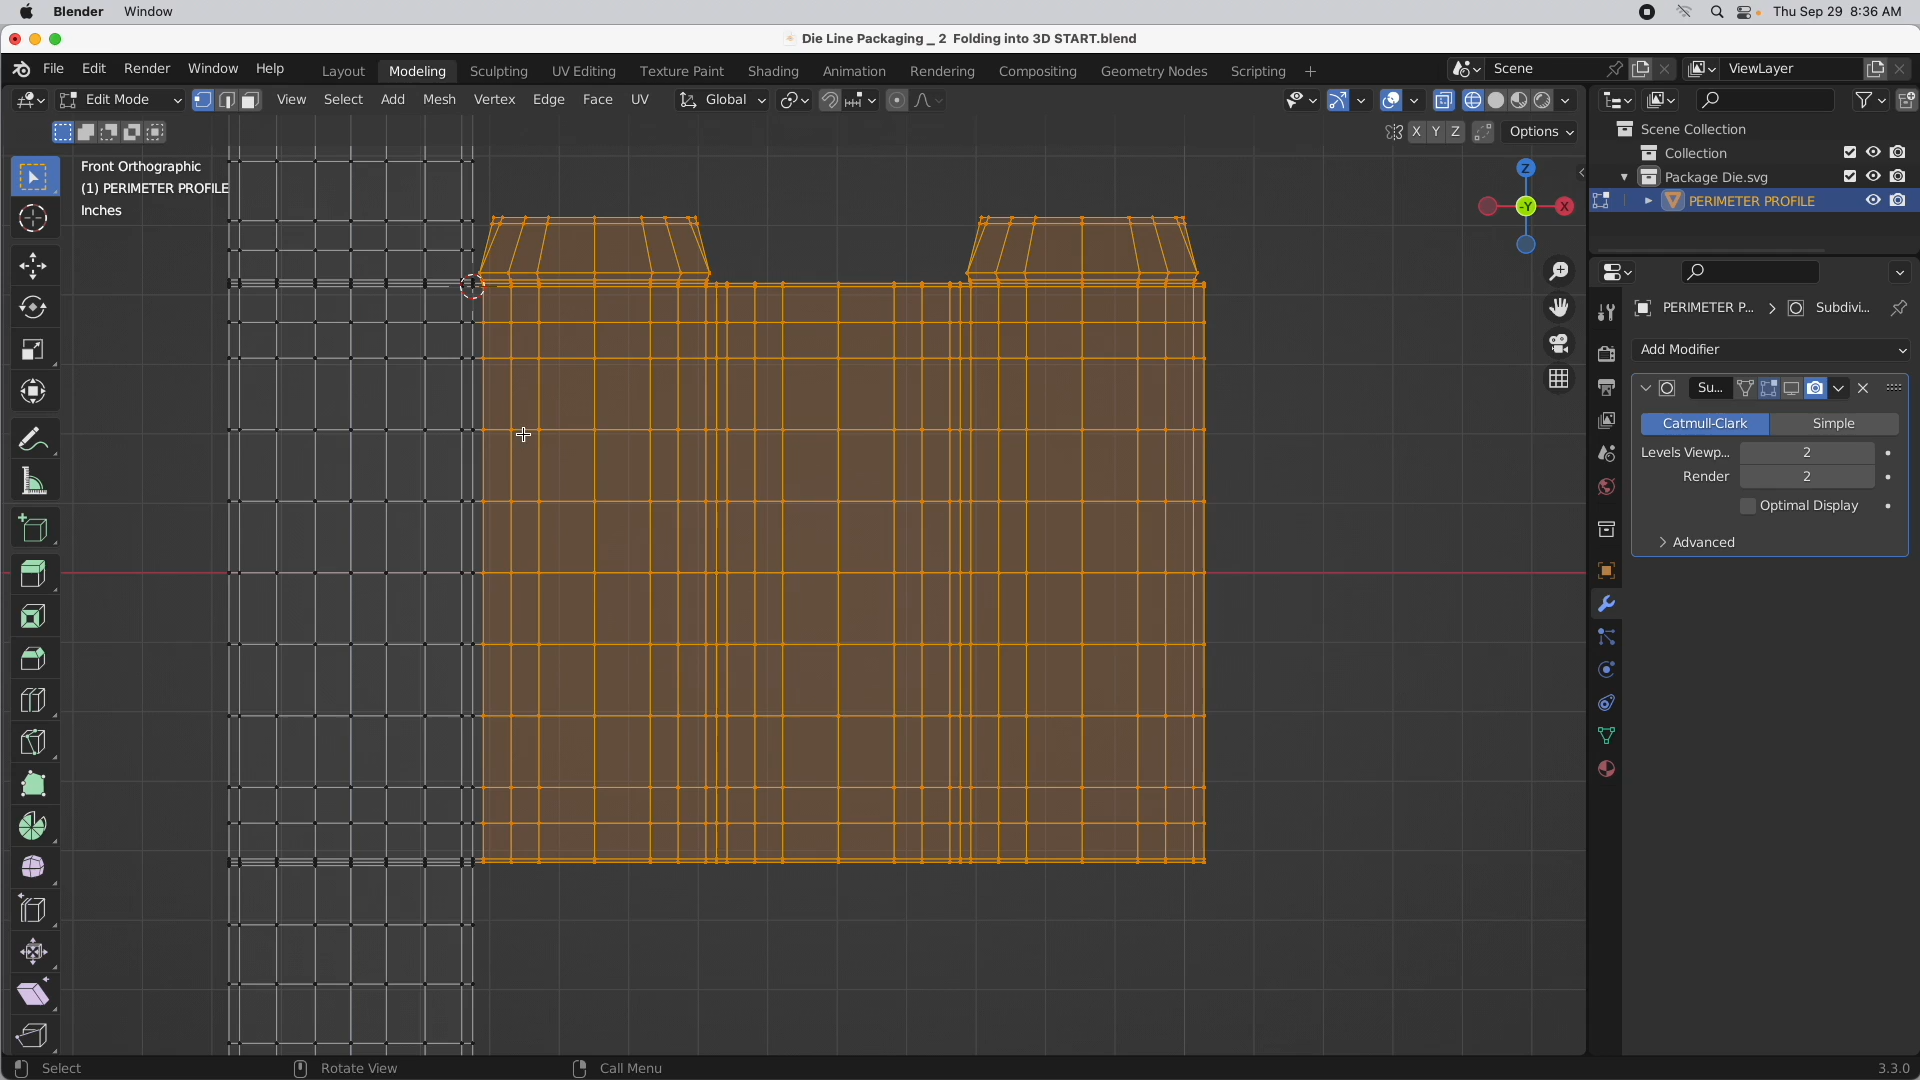 Blender Window Thu Sep 29 8:36 AM
Die Line Packaging _ 2 Folding into 3D START.blend
File Edit Render Window Help Layout Modeling Sculpting UV Editing Texture Paint Shading Animation Rendering Compositing Geometry Nodes Scripting + Scene ViewLayer
Edit Mode View Select Add Mesh Vertex Edge Face UV Global
X Y Z Options
Scene Collection
Collection
Package Die.svg
PERIMETER PROFILE
Front Orthographic
(1) PERIMETER PROFILE
Inches
Z
-Y
X
PERIMETER P... Subdivi...
Add Modifier
Su...
Catmull-Clark Simple
Levels Viewp... 2
Render 2
Optimal Display
Advanced
Select Rotate View Call Menu 3.3.0